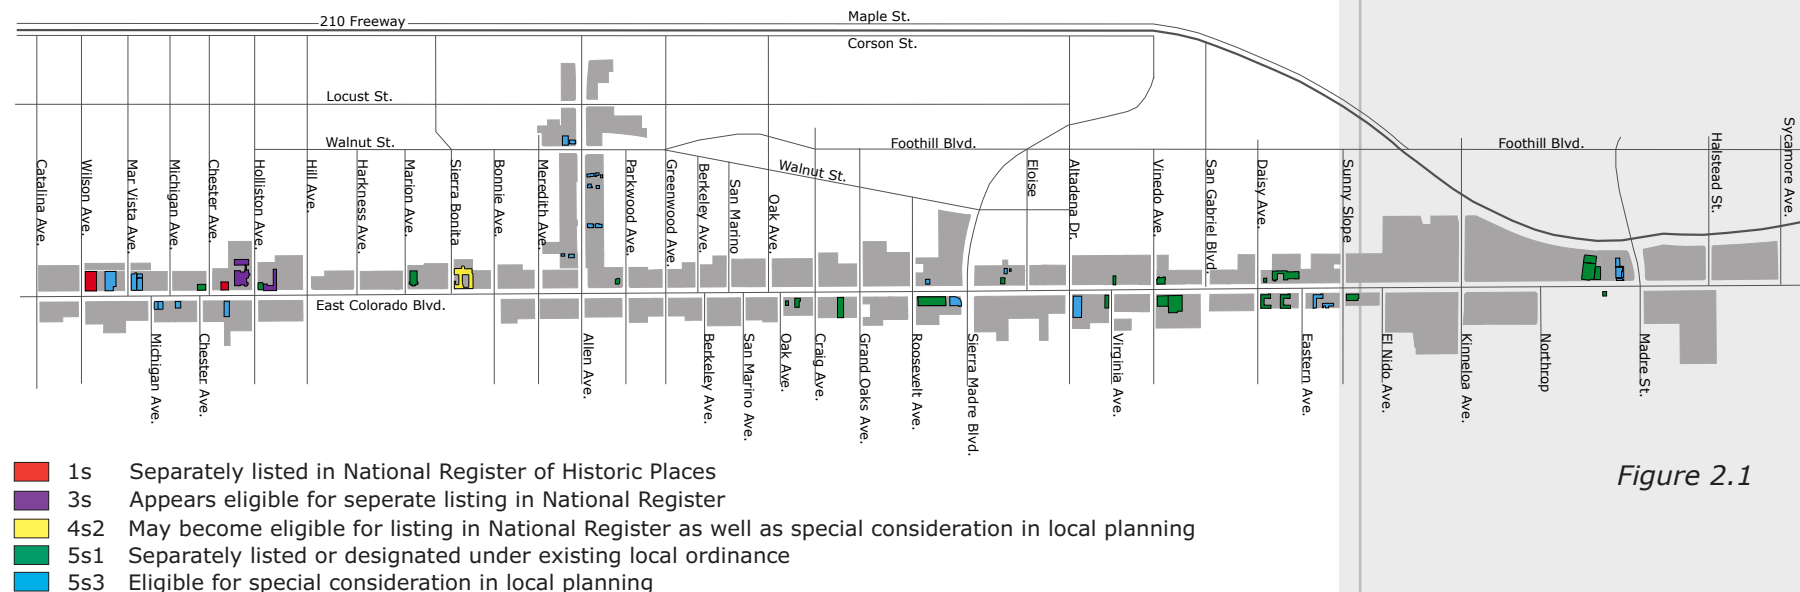 210 Freeway
Maple St.
Corson St.
Locust St.
Walnut St.
Foothill Blvd.
Foothill Blvd.
Walnut St.
Catalina Ave.
Wilson Ave.
Mar Vista Ave.
Michigan Ave.
Chester Ave.
Holliston Ave.
Hill Ave.
Harkness Ave.
Marion Ave.
Sierra Bonita
Bonnie Ave.
Meredith Ave.
Parkwood Ave.
Greenwood Ave.
Berkeley Ave.
San Marino
Oak Ave.
Eloise
Altadena Dr.
Vinedo Ave.
San Gabriel Blvd.
Daisy Ave.
Sunny Slope
Halstead St.
Sycamore Ave.
East Colorado Blvd.
Michigan Ave.
Chester Ave.
Allen Ave.
Berkeley Ave.
San Marino Ave.
Oak Ave.
Craig Ave.
Grand Oaks Ave.
Roosevelt Ave.
Sierra Madre Blvd.
Virginia Ave.
Eastern Ave.
El Nido Ave.
Kinneloa Ave.
Northrop
Madre St.
1s Separately listed in National Register of Historic Places
3s Appears eligible for seperate listing in National Register
4s2 May become eligible for listing in National Register as well as special consideration in local planning
5s1 Separately listed or designated under existing local ordinance
5s3 Eligible for special consideration in local planning
Figure 2.1